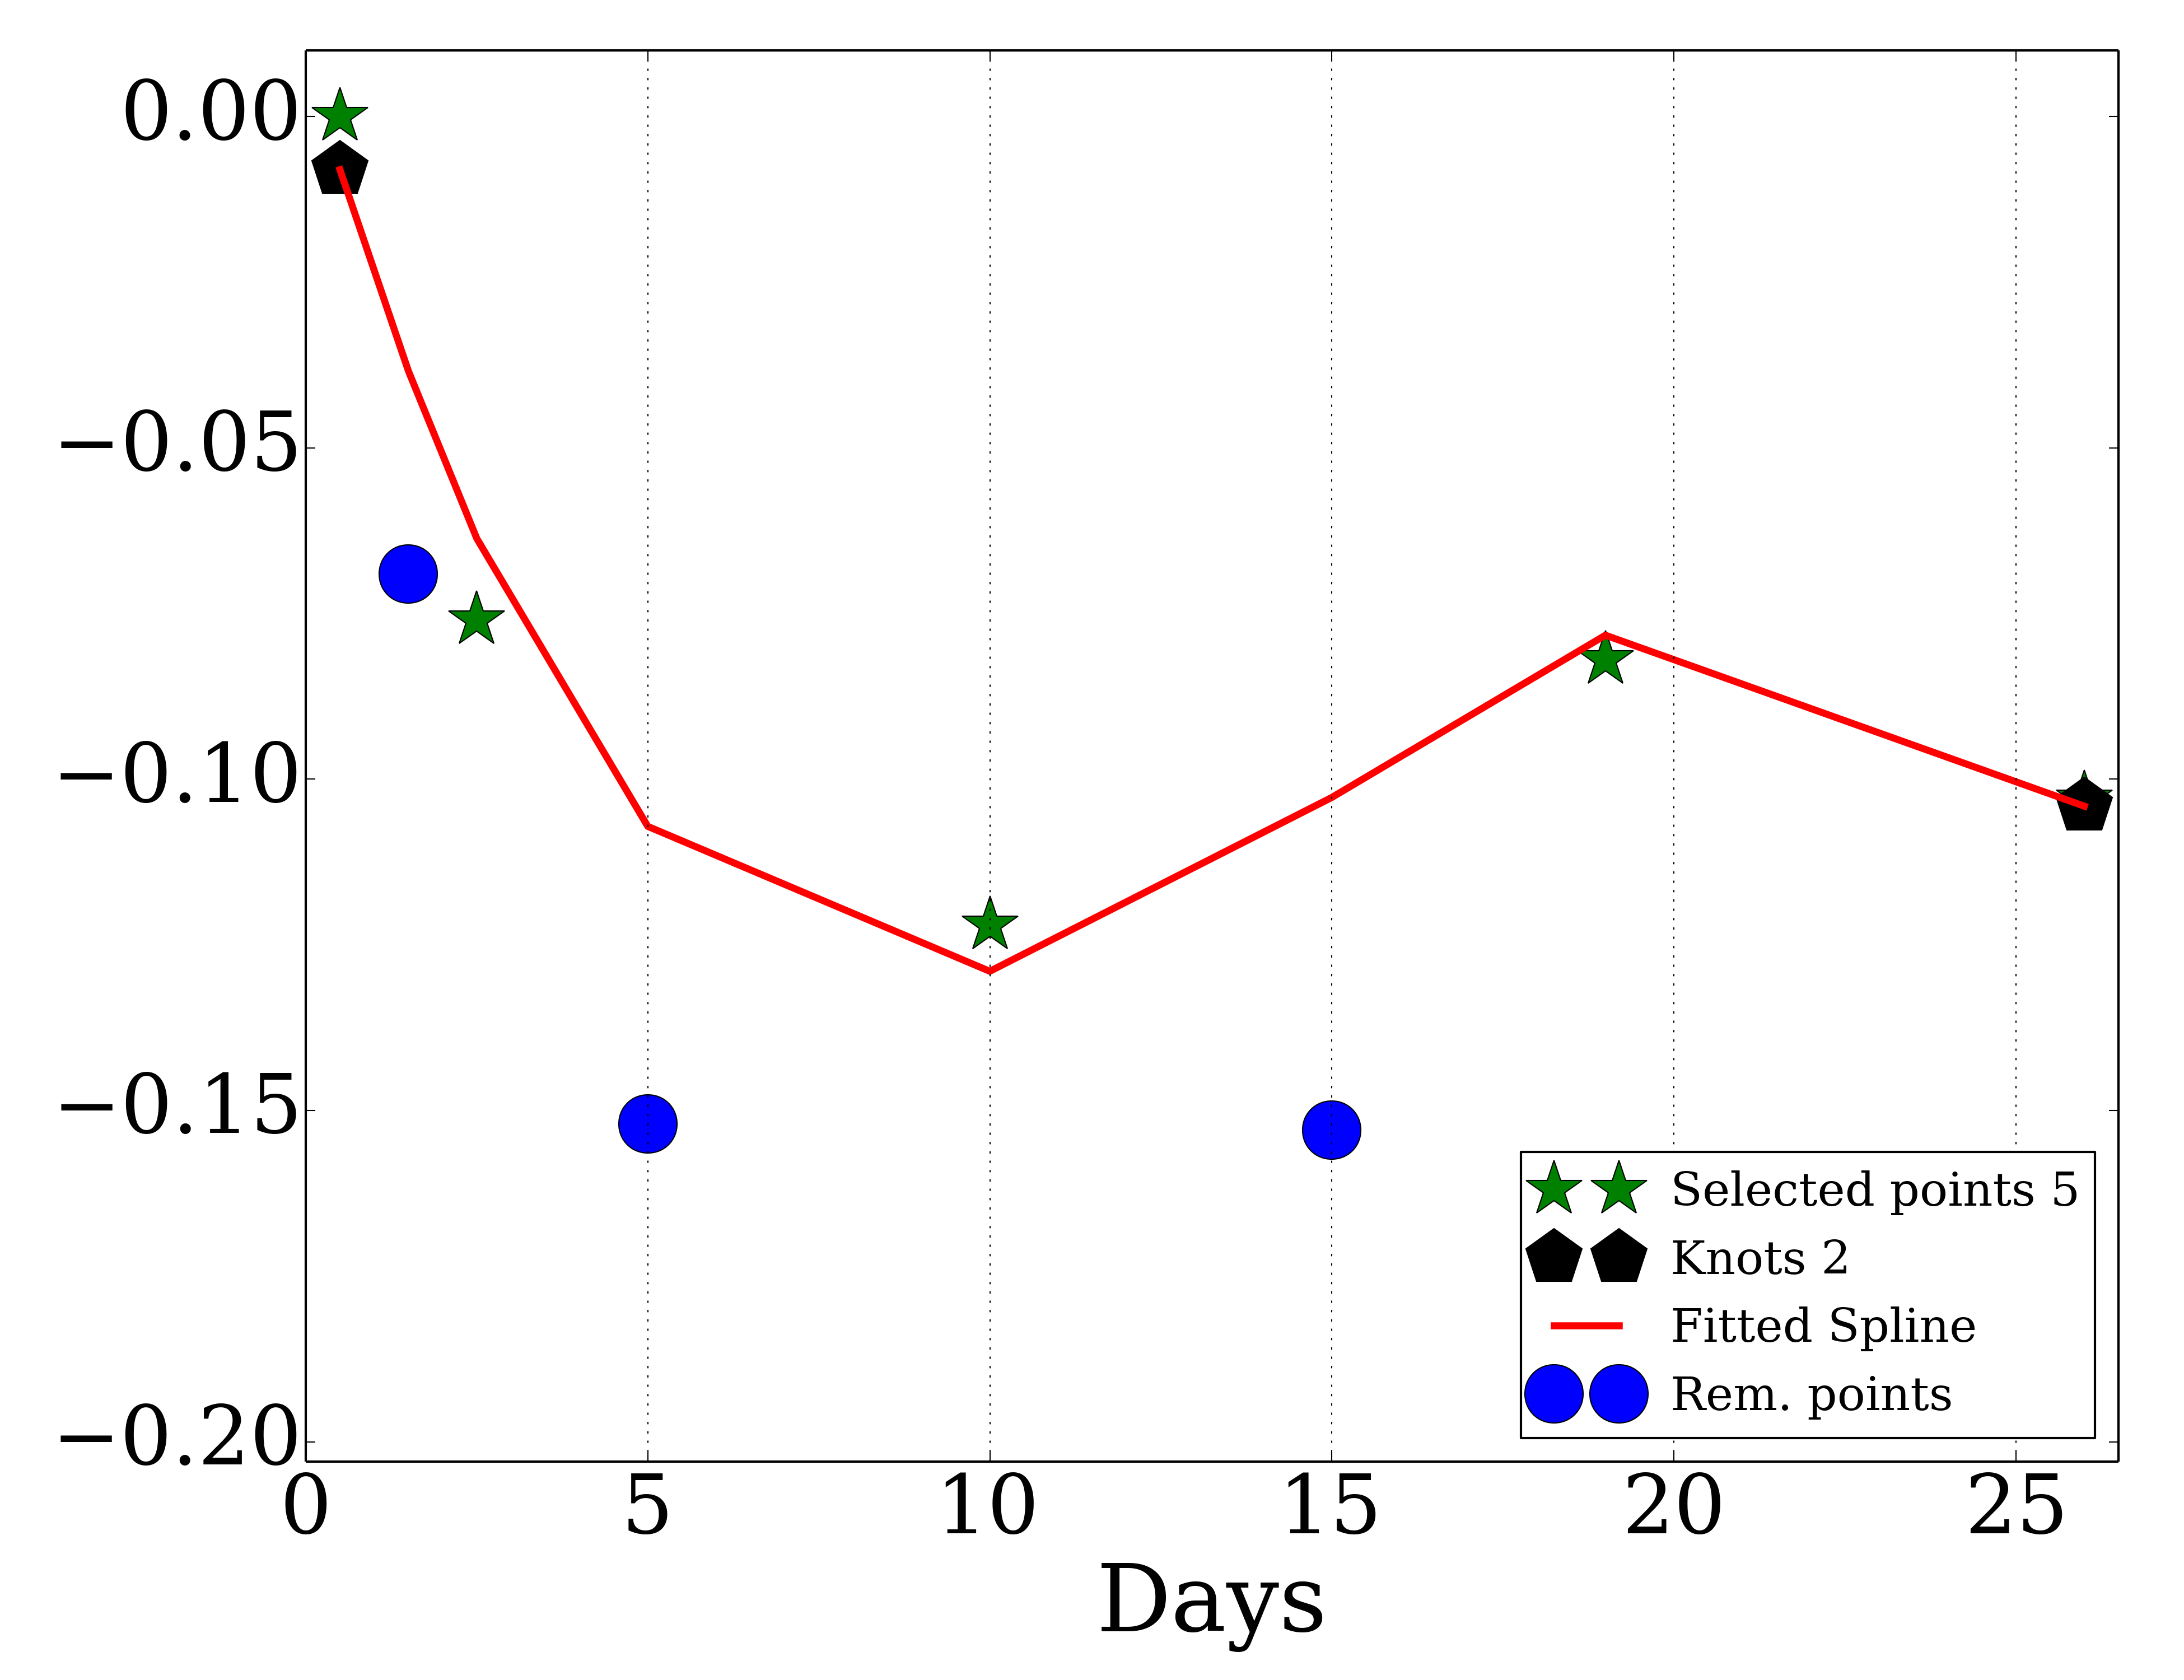 0.00
−0.05
−0.10
−0.15
−0.20
0 5 10 15 20 25
Days
Selected points 5
Knots 2
Fitted Spline
Rem. points